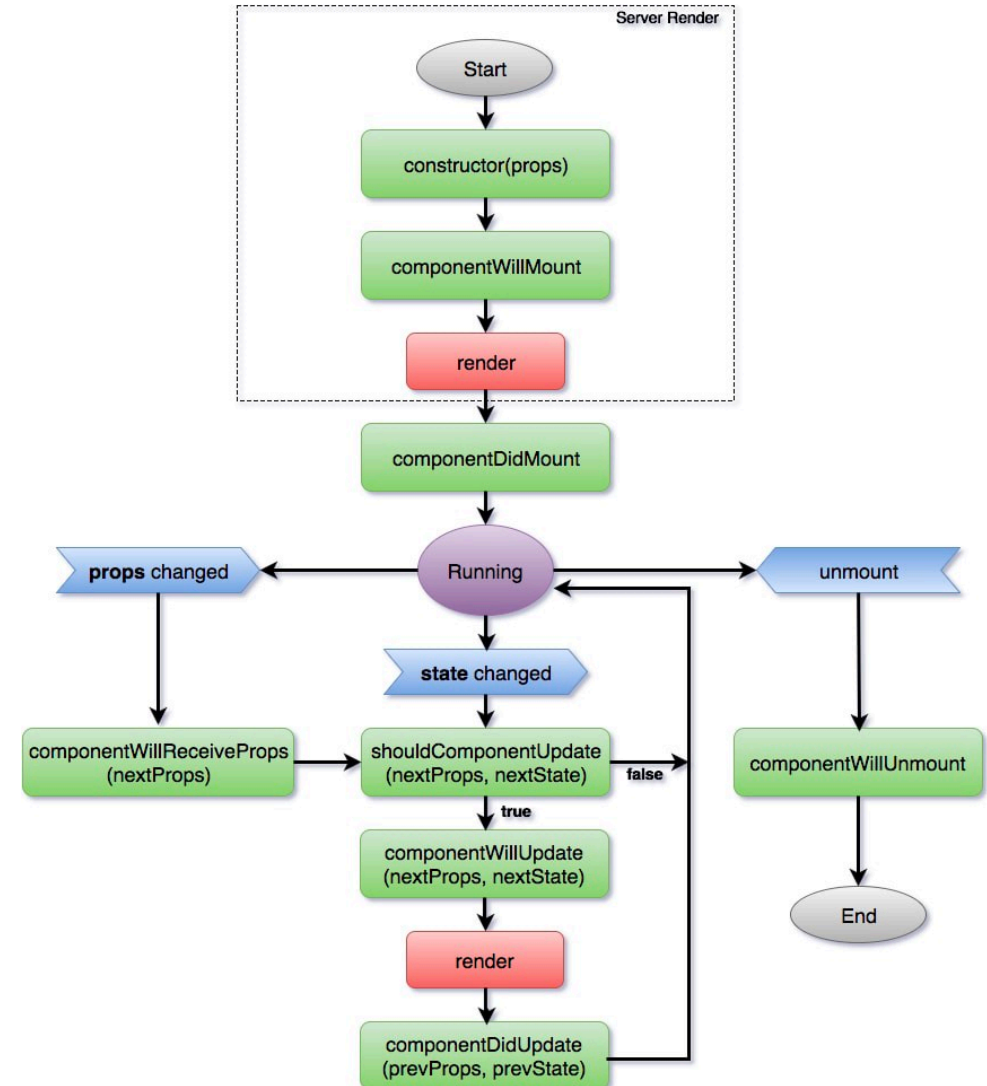 Server Render
Start
constructor(props)
componentWillMount
render
componentDidMount
props changed
Running
unmount
state changed
componentWillReceiveProps
(nextProps)
shouldComponentUpdate
(nextProps, nextState)
false
componentWillUnmount
true
componentWillUpdate
(nextProps, nextState)
End
render
componentDidUpdate
(prevProps, prevState)